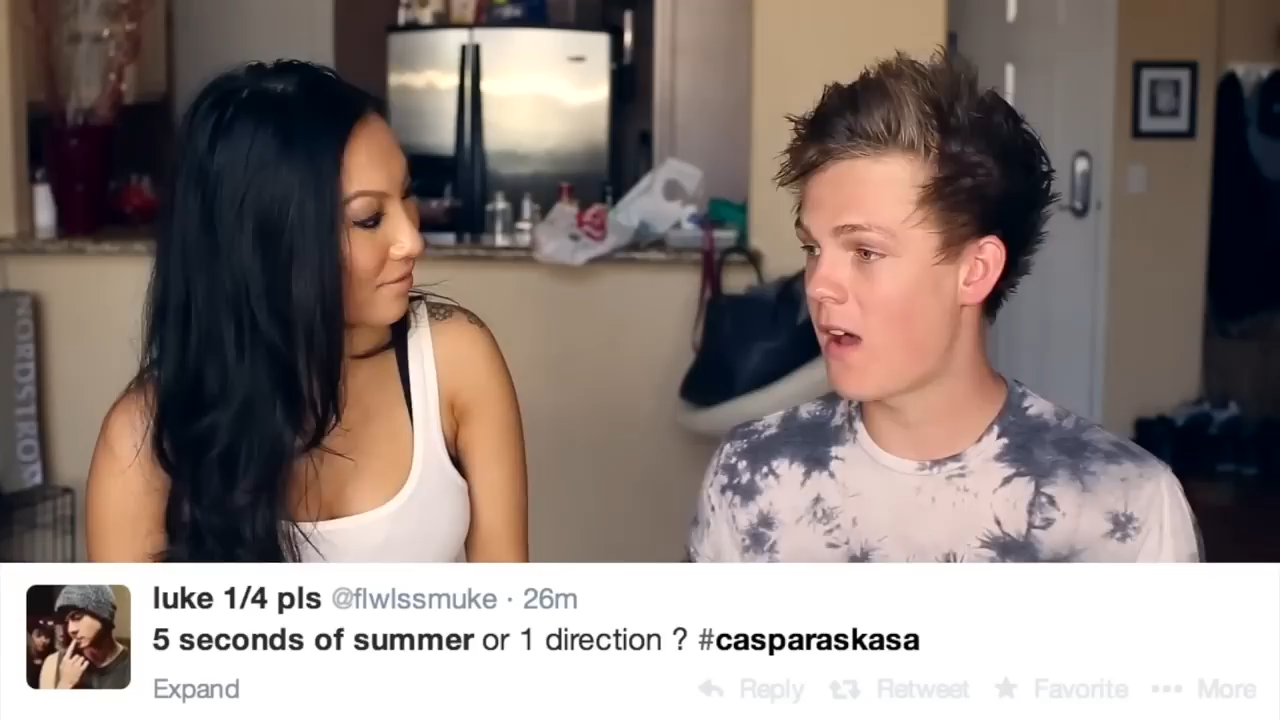 NORDSTROM
luke 1/4 pls @flwlssmuke · 26m
5 seconds of summer or 1 direction ? #casparaskasa
Expand
Reply Retweet Favorite More